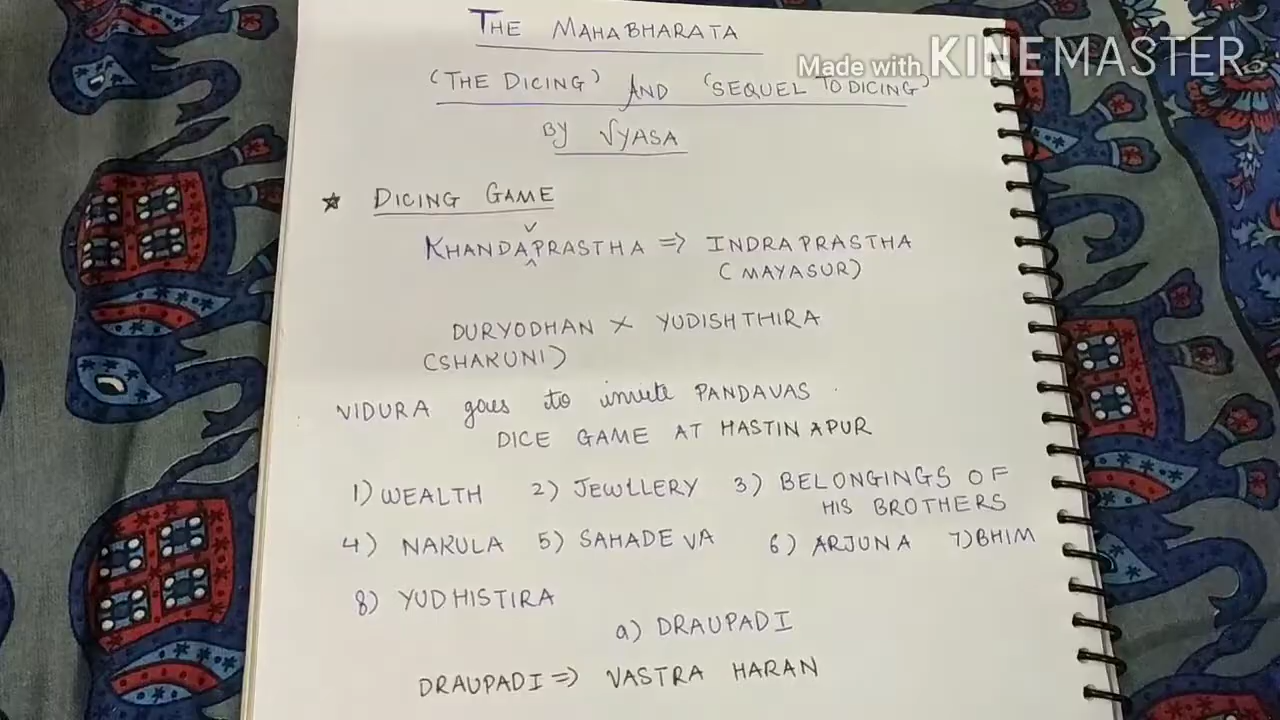 THE MAHABHARATA
Made with KINEMASTER
(THE DICING) AND (SEQUEL TO DICING)
BY VYASA
☆ DICING GAME
KHANDAPRASTHA => INDRAPRASTHA
(MAYASUR)
DURYODHAN X YUDISHTHIRA
(SHAKUNI)
VIDURA goes to invite PANDAVAS
DICE GAME AT HASTINAPUR
1) WEALTH 2) JEWLLERY 3) BELONGINGS OF
HIS BROTHERS
4) NAKULA 5) SAHADEVA 6) ARJUNA 7) BHIM
8) YUDHISTIRA
a) DRAUPADI
DRAUPADI => VASTRA HARAN